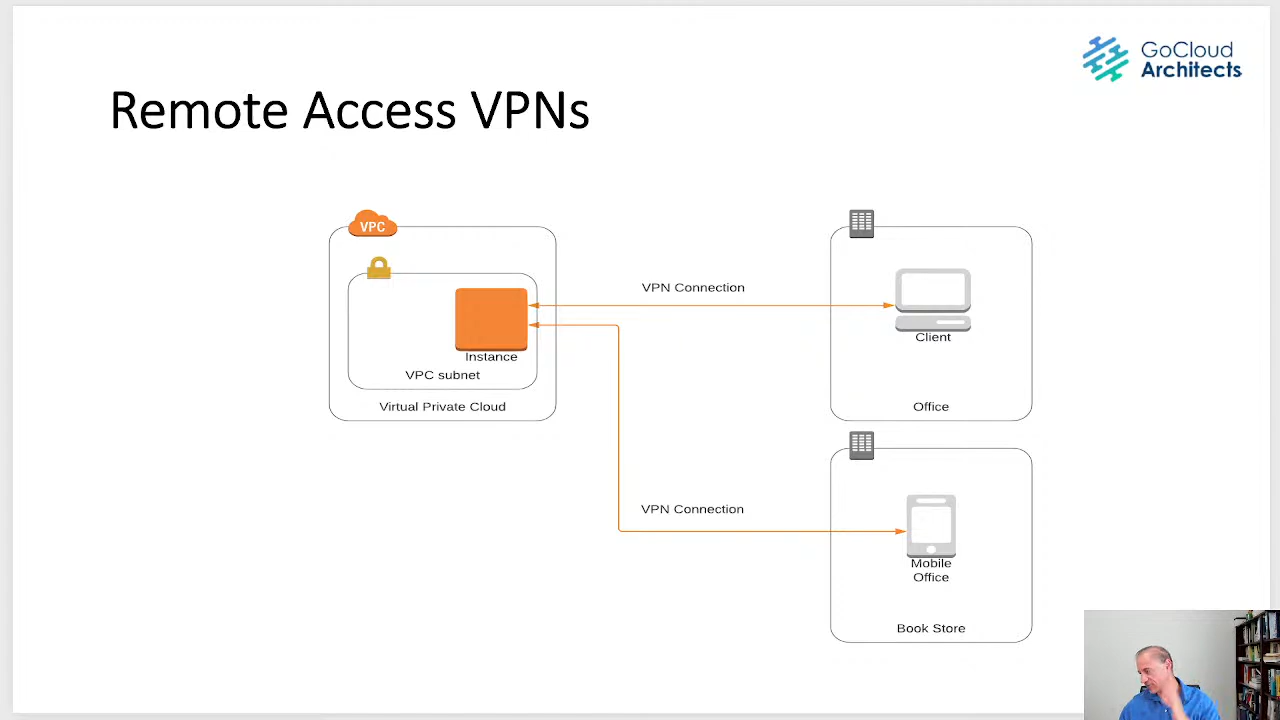 GoCloud
Architects
Remote Access VPNs
VPC
VPN Connection
Client
Instance
VPC subnet
Virtual Private Cloud
Office
VPN Connection
Mobile
Office
Book Store